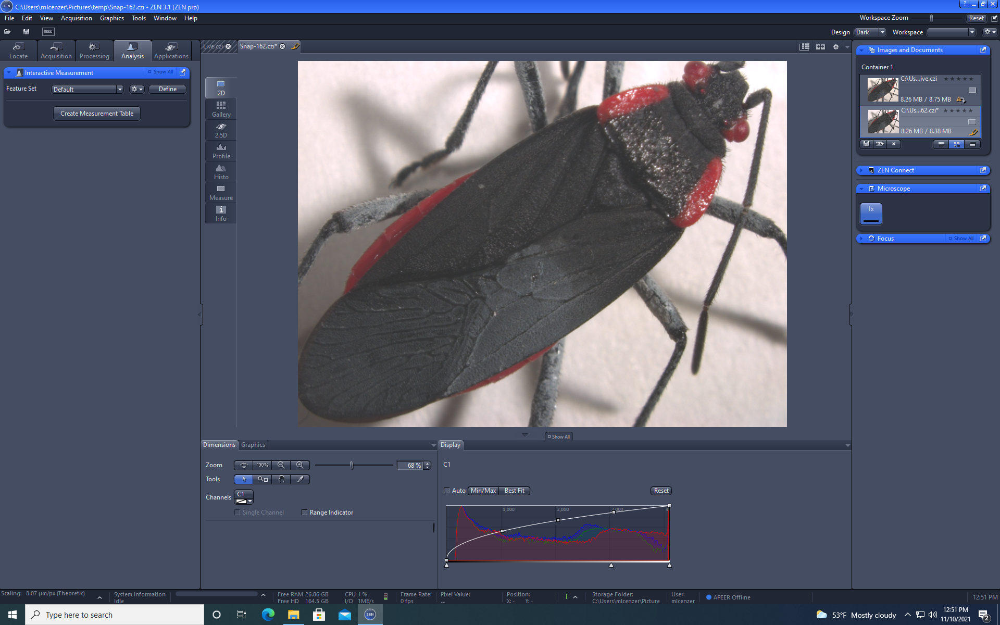 ZEN C:\Users\mlcenzer\Pictures\temp\Snap-162.czi - ZEN 3.1 (ZEN pro)
File Edit View Acquisition Graphics Tools Window Help
Workspace Zoom Reset
Design Dark Workspace
Locate Acquisition Processing Analysis Applications
Live.czi Snap-162.czi*
Interactive Measurement Show All
Feature Set Default Define
Create Measurement Table
2D
Gallery
2.5D
Profile
Histo
Measure
Info
Images and Documents
Container 1
C:\Us...ive.czi
8.26 MB / 8.75 MB
C:\Us...62.czi*
8.26 MB / 8.38 MB
ZEN Connect
Microscope
1x
Focus Show All
Show All
Dimensions Graphics
Zoom 100% 68 %
Tools
Channels C1
Single Channel Range Indicator
Display
C1
Auto Min/Max Best Fit Reset
1,000 2,000 3,000 4
Scaling: 8.07 µm/px (Theoretic)
System Information:
Idle
Free RAM 26.86 GB
Free HD 164.5 GB
CPU 1 %
I/O 1MB/s
Frame Rate:
0 fps
Pixel Value:
--
Position:
X: - Y: -
Storage Folder:
C:\Users\mlcenzer\Picture
User:
mlcenzer
APEER Offline
12:51 PM
Type here to search
ZEN
53°F Mostly cloudy
12:51 PM
11/10/2021
2